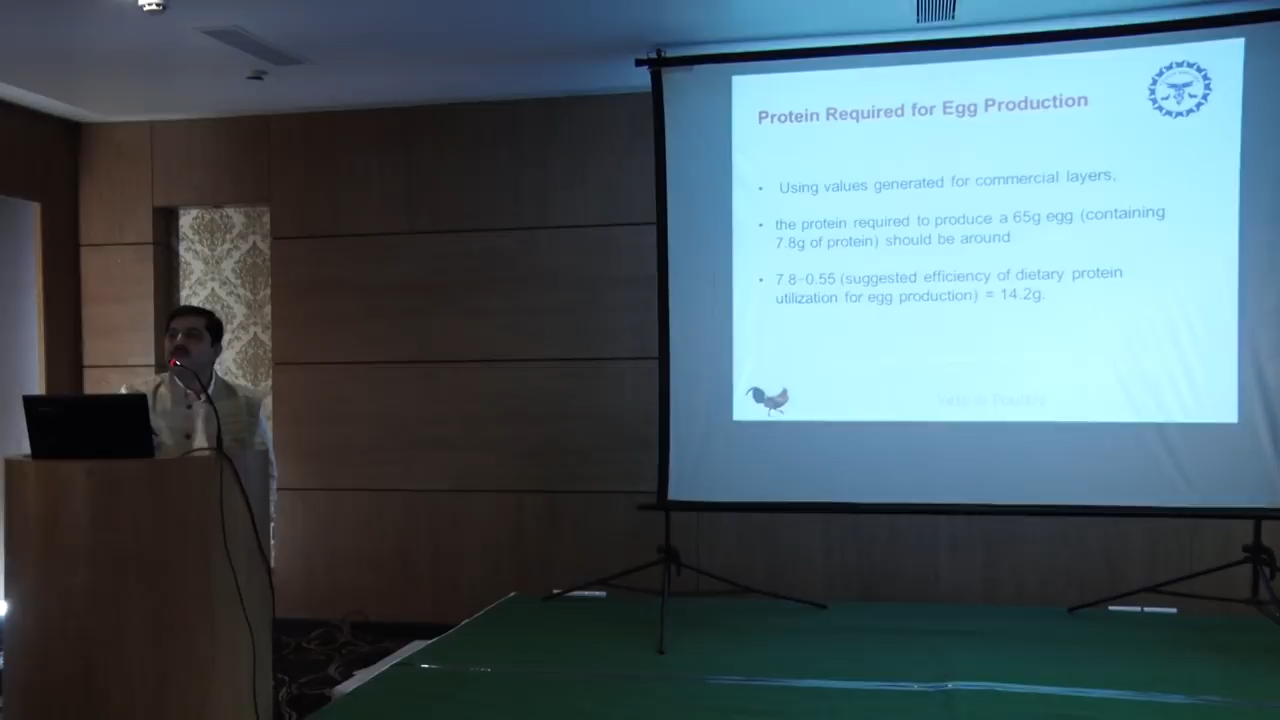 Protein Required for Egg Production
• Using values generated for commercial layers,
• the protein required to produce a 65g egg (containing
7.8g of protein) should be around
• 7.8÷0.55 (suggested efficiency of dietary protein
utilization for egg production) = 14.2g.